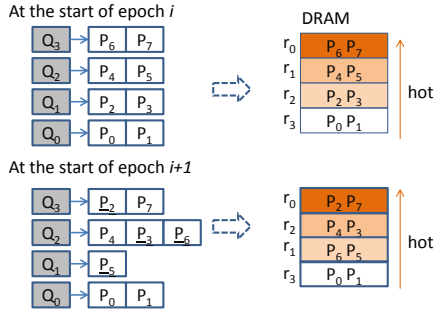 At the start of epoch i
DRAM
Q3 P6 P7
Q2 P4 P5
Q1 P2 P3
Q0 P0 P1
r0 P6 P7
r1 P4 P5
r2 P2 P3
r3 P0 P1
hot
At the start of epoch i+1
Q3 P2 P7
Q2 P4 P3 P6
Q1 P5
Q0 P0 P1
r0 P2 P7
r2 P4 P3
r1 P6 P5
r3 P0 P1
hot